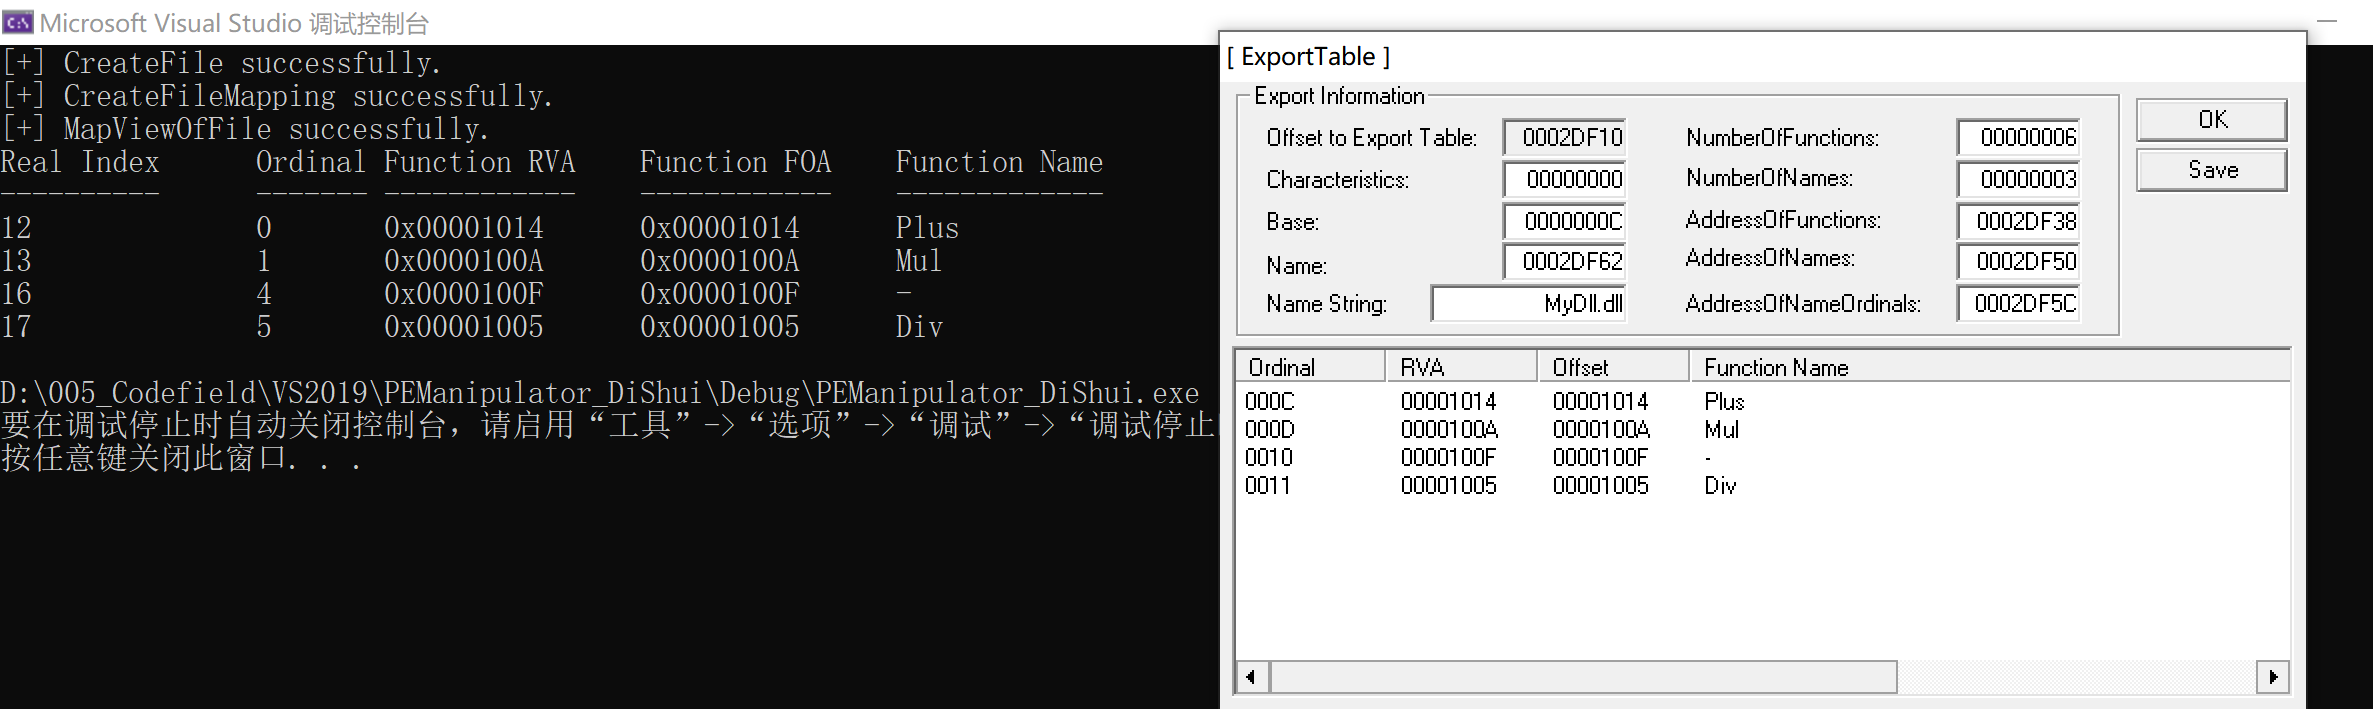 Microsoft Visual Studio 调试控制台
[+] CreateFile successfully.
[+] CreateFileMapping successfully.
[+] MapViewOfFile successfully.
Real Index Ordinal Function RVA Function FOA Function Name
---------- ------- ------------ ------------ -------------
12 0 0x00001014 0x00001014 Plus
13 1 0x0000100A 0x0000100A Mul
16 4 0x0000100F 0x0000100F -
17 5 0x00001005 0x00001005 Div
D:\005_Codefield\VS2019\PEManipulator_DiShui\Debug\PEManipulator_DiShui.exe
要在调试停止时自动关闭控制台，请启用“工具”->“选项”->“调试”->“调试停止
按任意键关闭此窗口. . .
[ ExportTable ]
Export Information
Offset to Export Table: 0002DF10
Characteristics: 00000000
Base: 0000000C
Name: 0002DF62
Name String: MyDll.dll
NumberOfFunctions: 00000006
NumberOfNames: 00000003
AddressOfFunctions: 0002DF38
AddressOfNames: 0002DF50
AddressOfNameOrdinals: 0002DF5C
OK
Save
Ordinal RVA Offset Function Name
000C 00001014 00001014 Plus
000D 0000100A 0000100A Mul
0010 0000100F 0000100F -
0011 00001005 00001005 Div